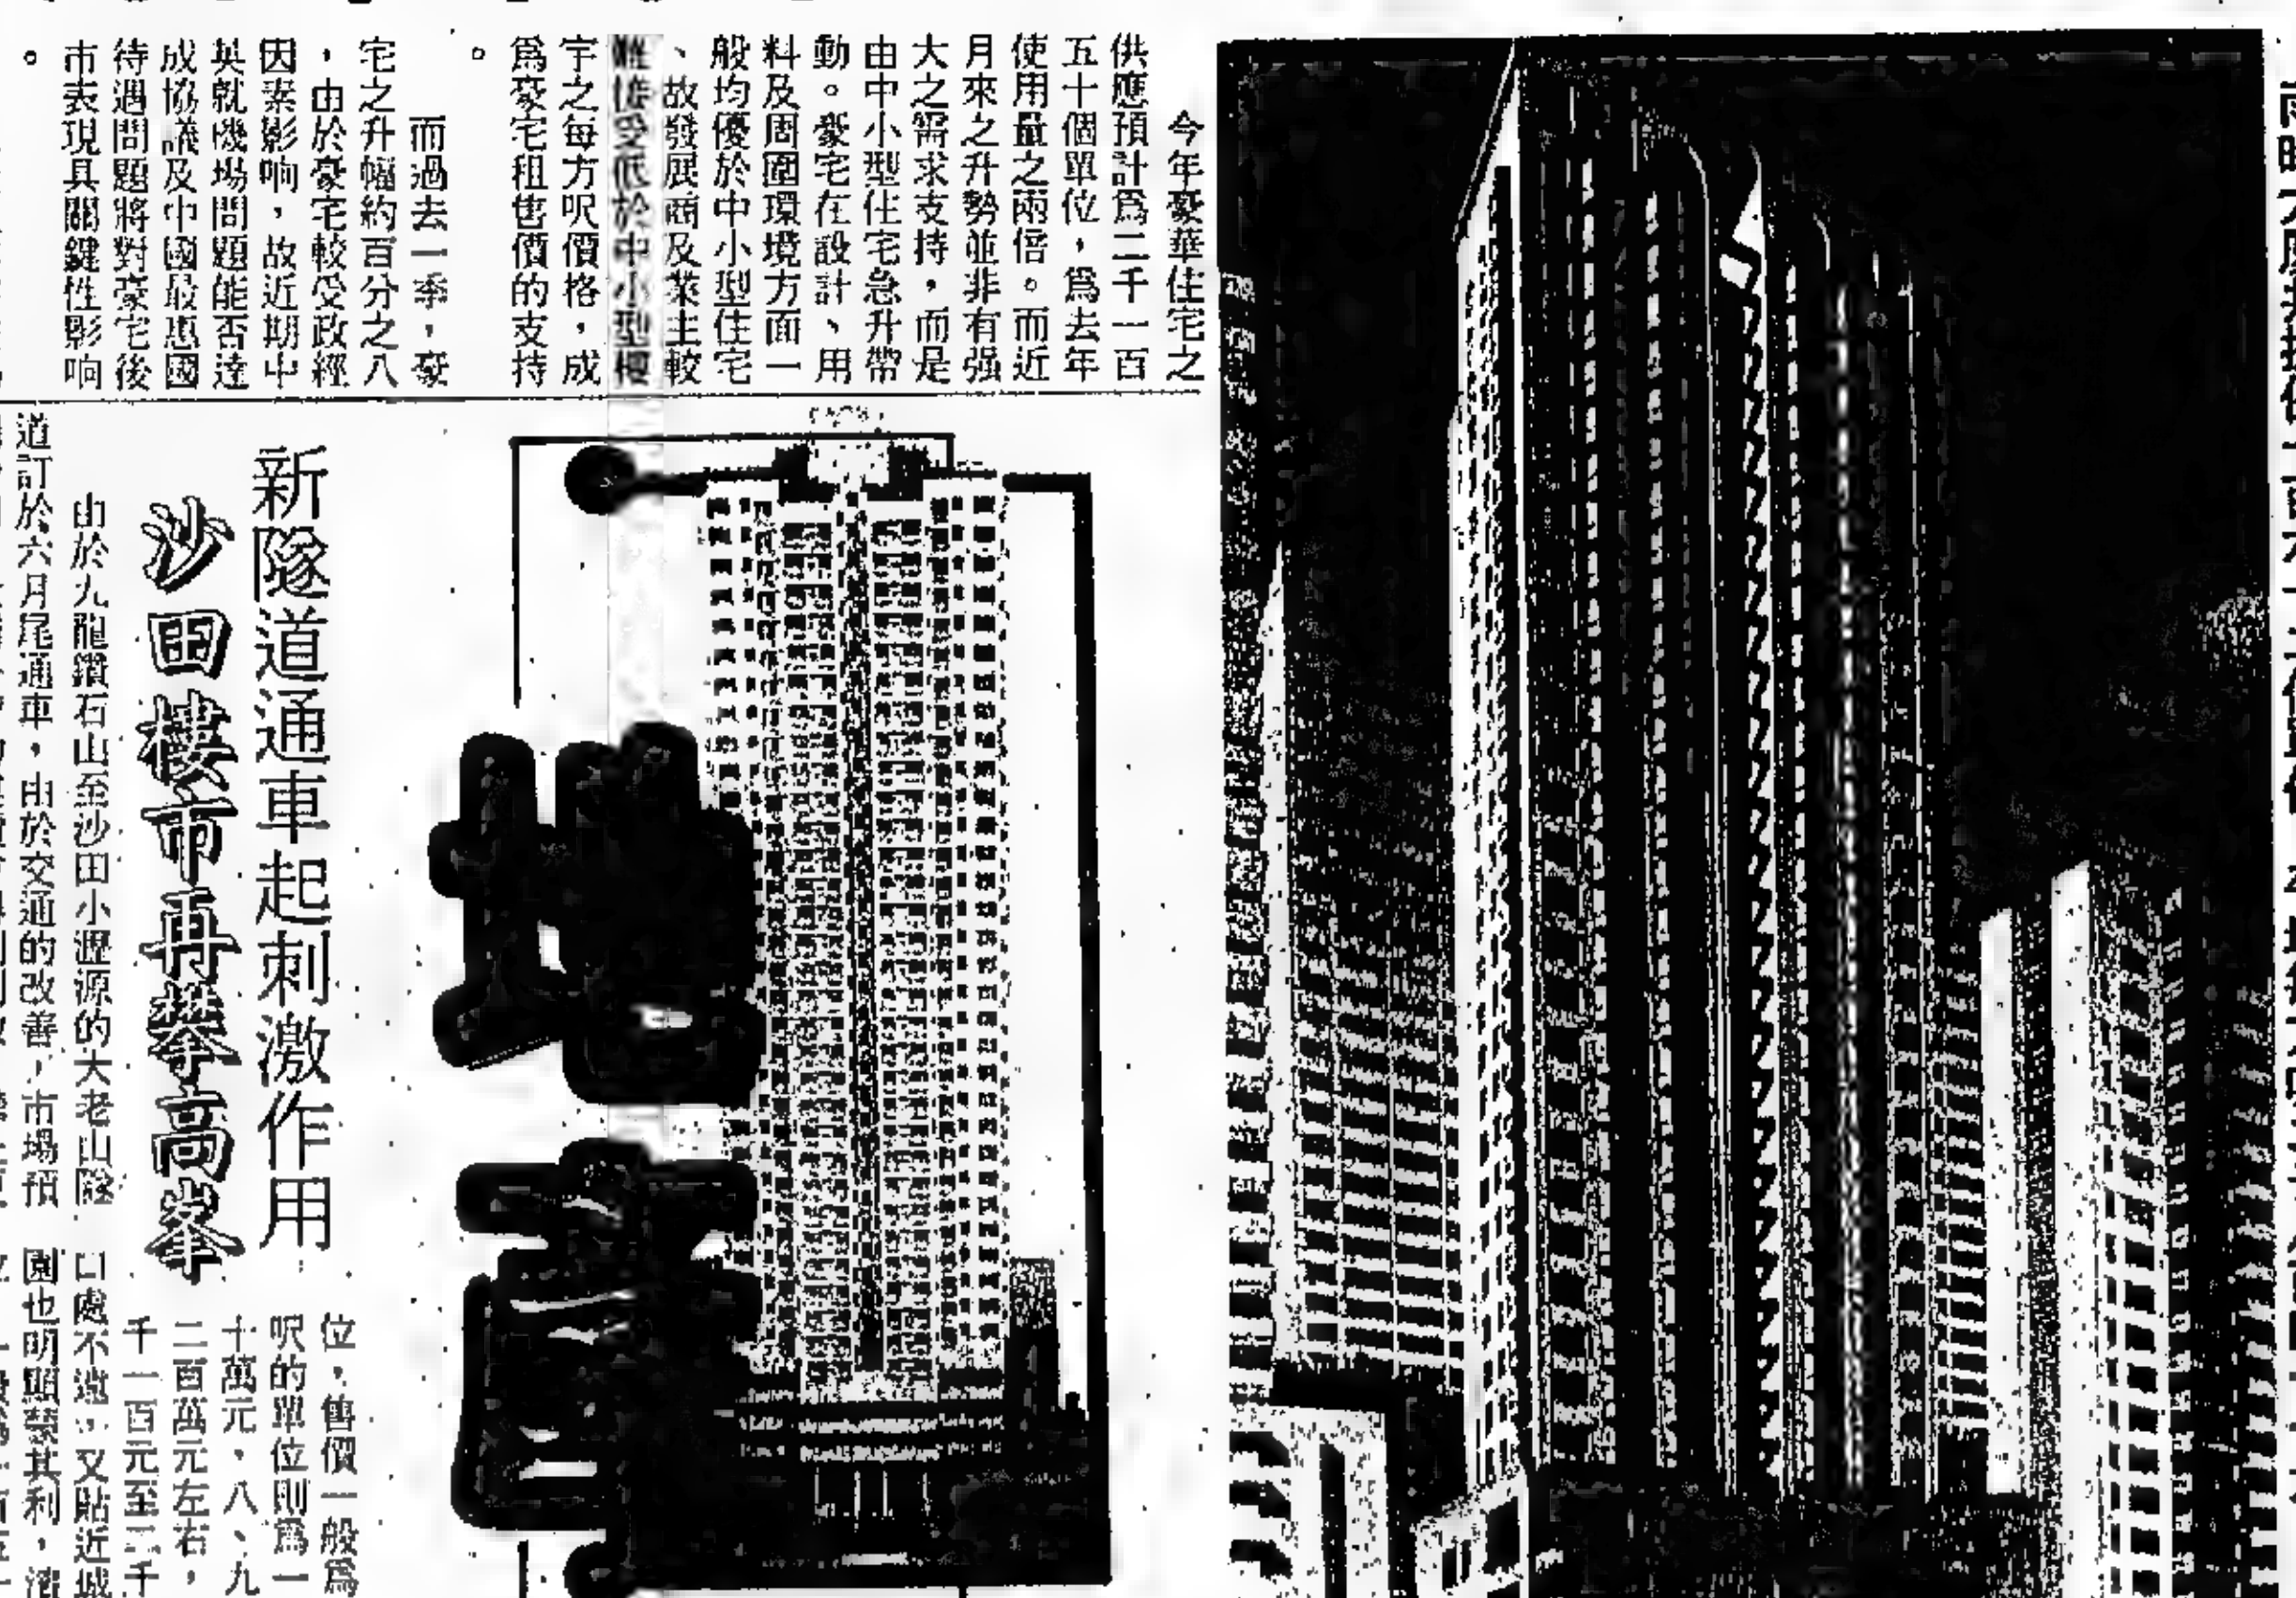 今年豪華住宅之
供應預計爲二千一百
五十個單位，爲去年
使用量之兩倍。而近
月來之升勢並非有强
大之需求支持，而是
由中小型住宅急升帶
動。豪宅在設計、用
料及周圍環境方面一
般均優於中小型住宅
、故發展商及業主較
難接受低於中小型樓
宇之每方呎價格，成
爲豪宅租售價的支持
。
而過去一季，豪
宅之升幅約百分之八
，由於豪宅較受政經
因素影响，故近期中
英就機場問題能否達
成協議及中國最惠國
待遇問題將對豪宅後
市表現具關鍵性影响
。
新隧道通車起刺激作用
沙田樓市再攀高峯
由於九龍鑽石山至沙田小瀝源的大老山隧
道訂於六月尾通車，由於交通的改善，市場預
位，售價一般爲
呎的單位則爲一
十萬元，八、九
二百萬元左右，
千一百元至二千
口處不遠，又貼近城
園也明顯蒙其利，濱